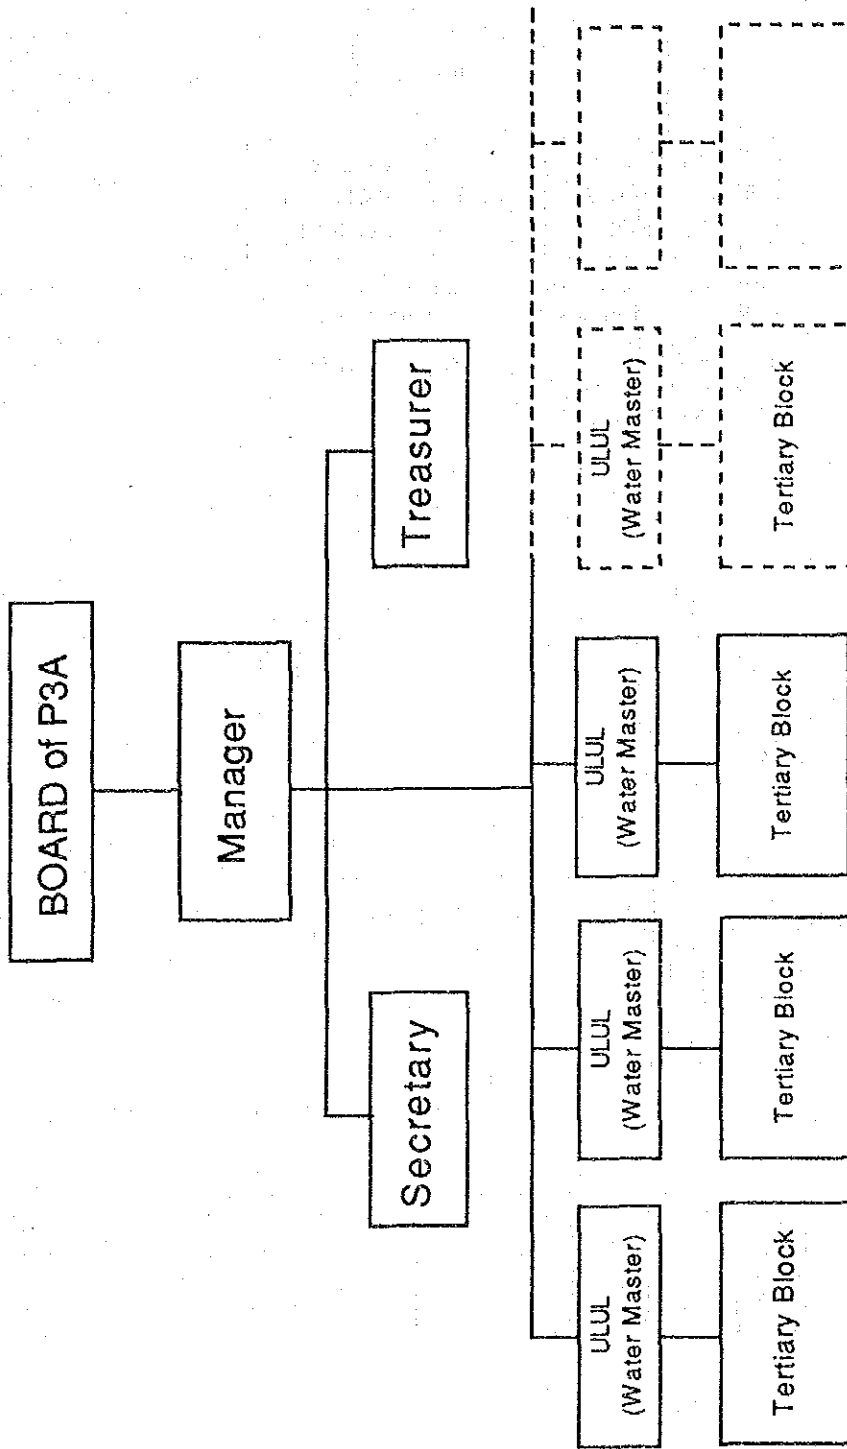 BOARD of P3A
Manager
Secretary
Treasurer
ULUL
(Water Master)
ULUL
(Water Master)
ULUL
(Water Master)
ULUL
(Water Master)
Tertiary Block
Tertiary Block
Tertiary Block
Tertiary Block